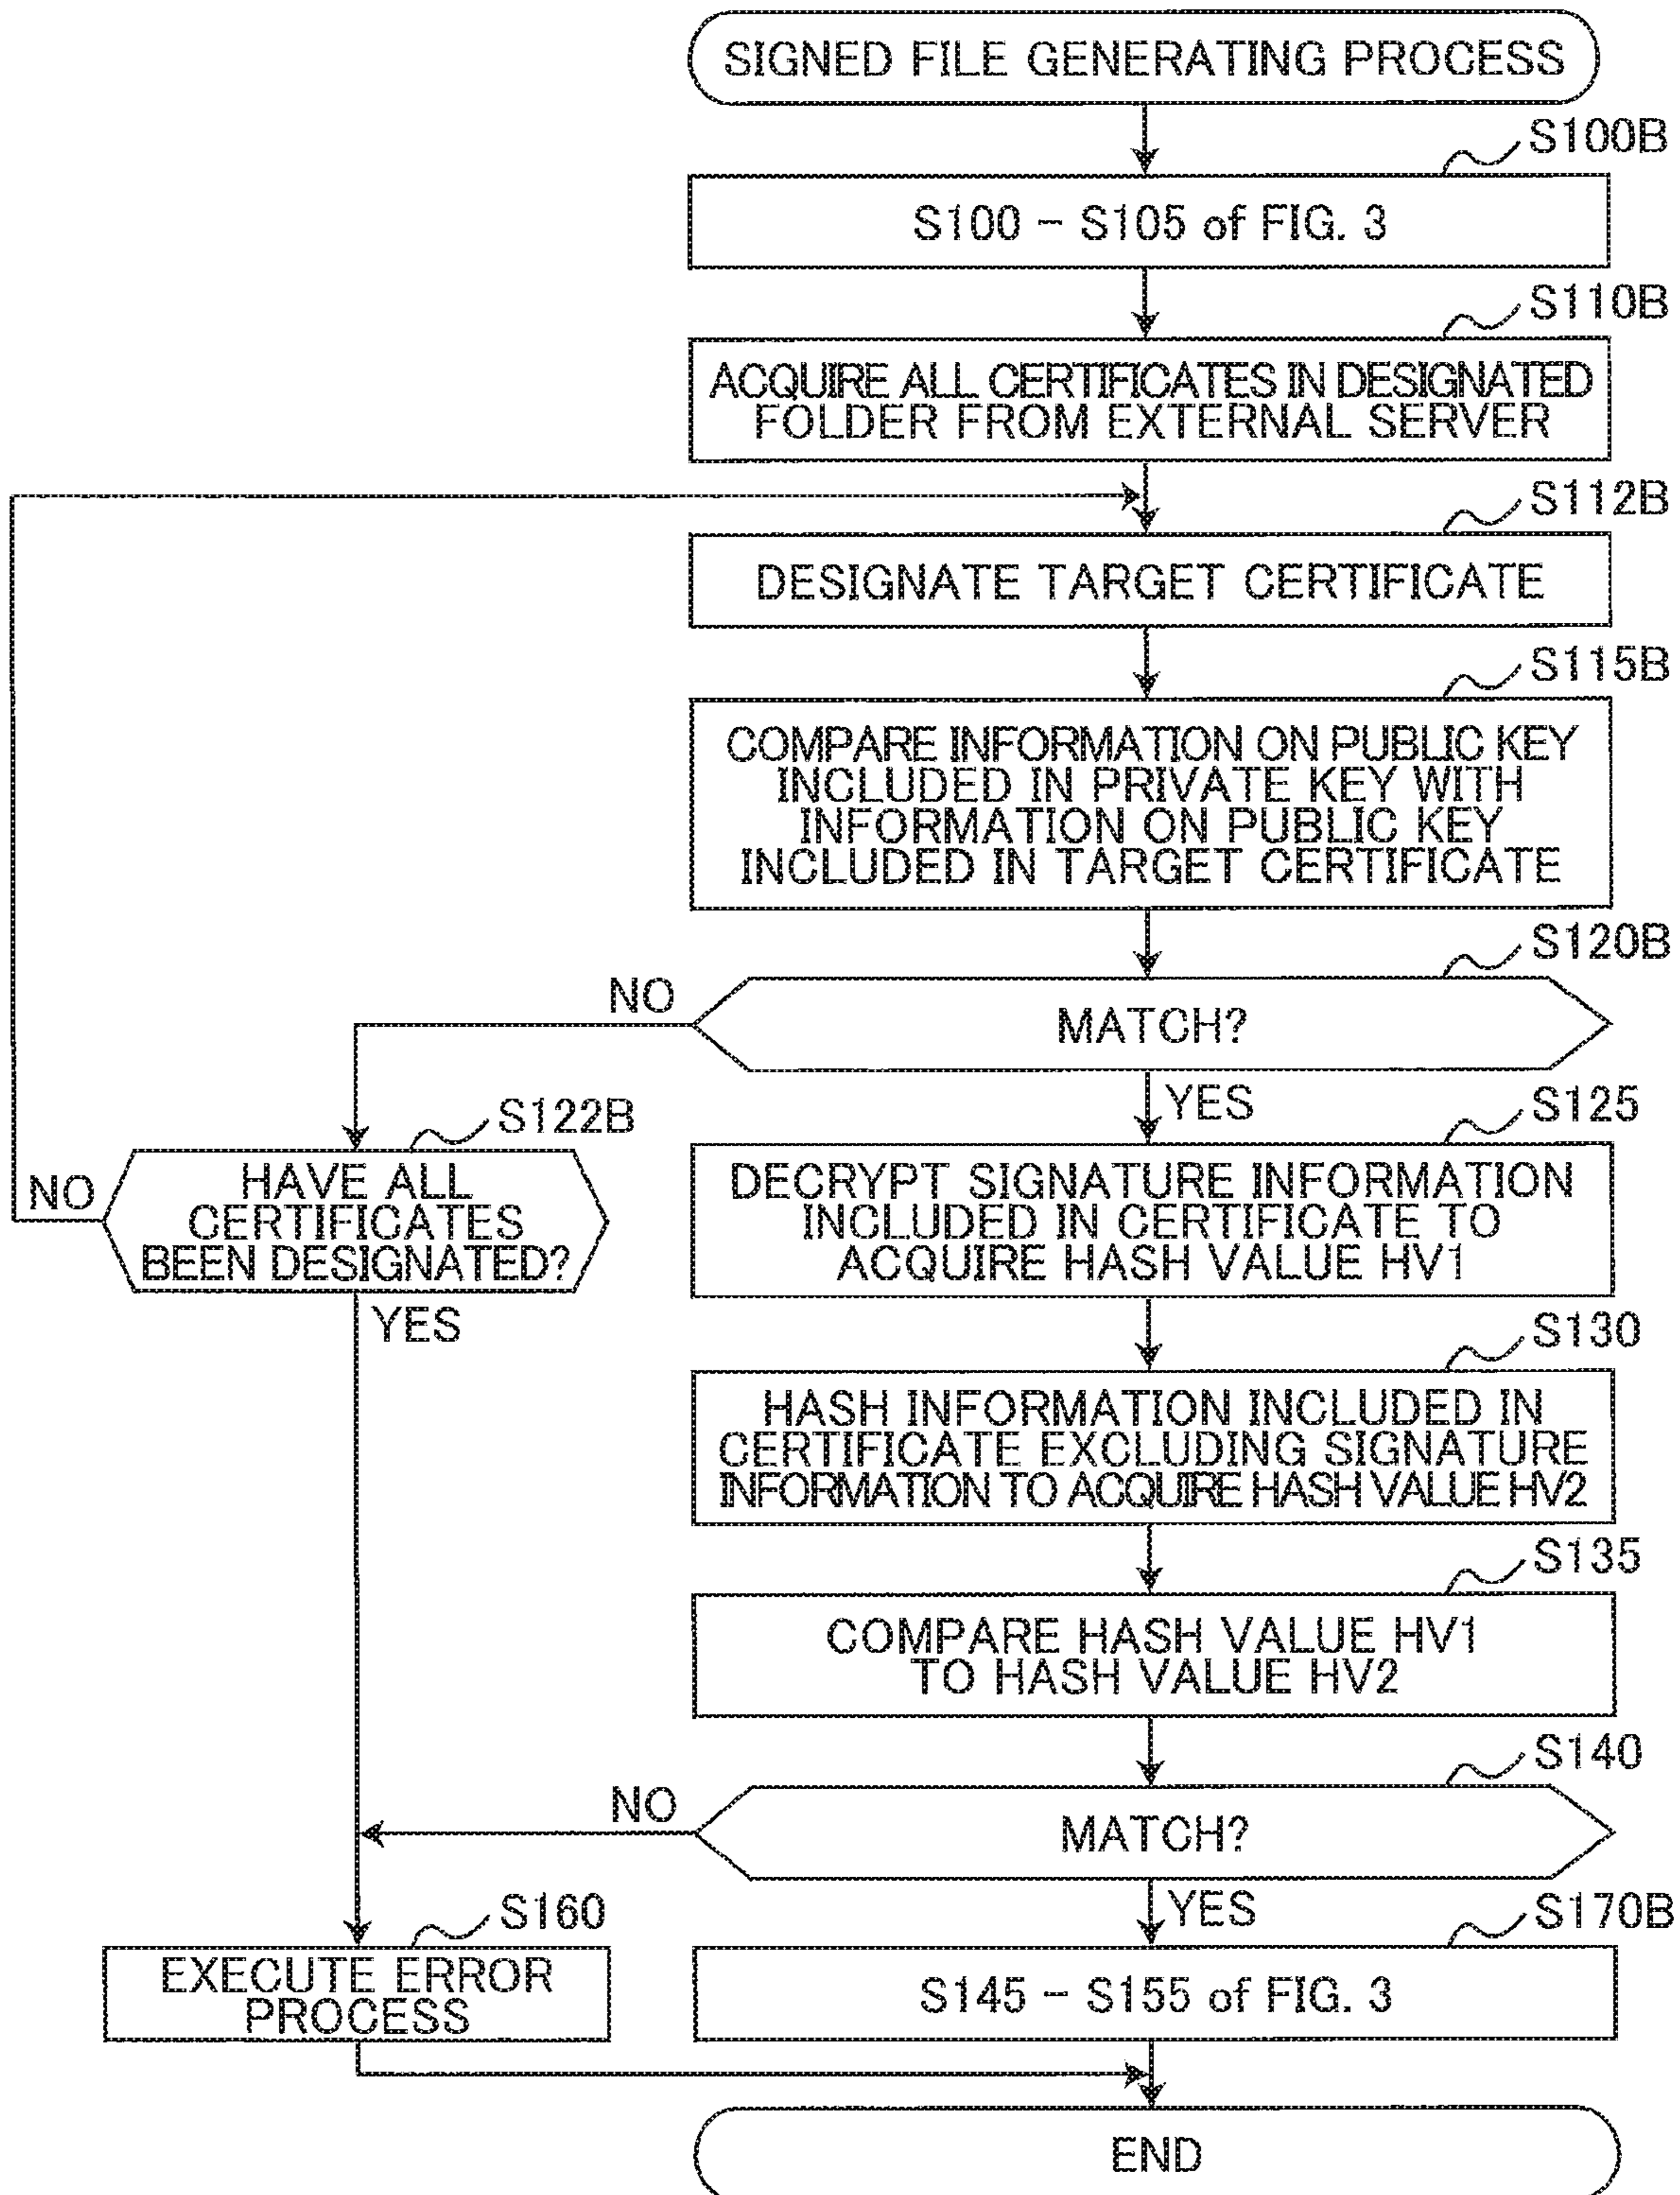 SIGNED FILE GENERATING PROCESS
S100B
S100 - S105 of FIG. 3
S110B
ACQUIRE ALL CERTIFICATES IN DESIGNATED
FOLDER FROM EXTERNAL SERVER
S112B
DESIGNATE TARGET CERTIFICATE
S115B
COMPARE INFORMATION ON PUBLIC KEY
INCLUDED IN PRIVATE KEY WITH
INFORMATION ON PUBLIC KEY
INCLUDED IN TARGET CERTIFICATE
S120B
NO
MATCH?
YES
S122B
NO
HAVE ALL
CERTIFICATES
BEEN DESIGNATED?
YES
S125
DECRYPT SIGNATURE INFORMATION
INCLUDED IN CERTIFICATE TO
ACQUIRE HASH VALUE HV1
S130
HASH INFORMATION INCLUDED IN
CERTIFICATE EXCLUDING SIGNATURE
INFORMATION TO ACQUIRE HASH VALUE HV2
S135
COMPARE HASH VALUE HV1
TO HASH VALUE HV2
S140
NO
MATCH?
YES
S160
EXECUTE ERROR
PROCESS
S170B
S145 - S155 of FIG. 3
END